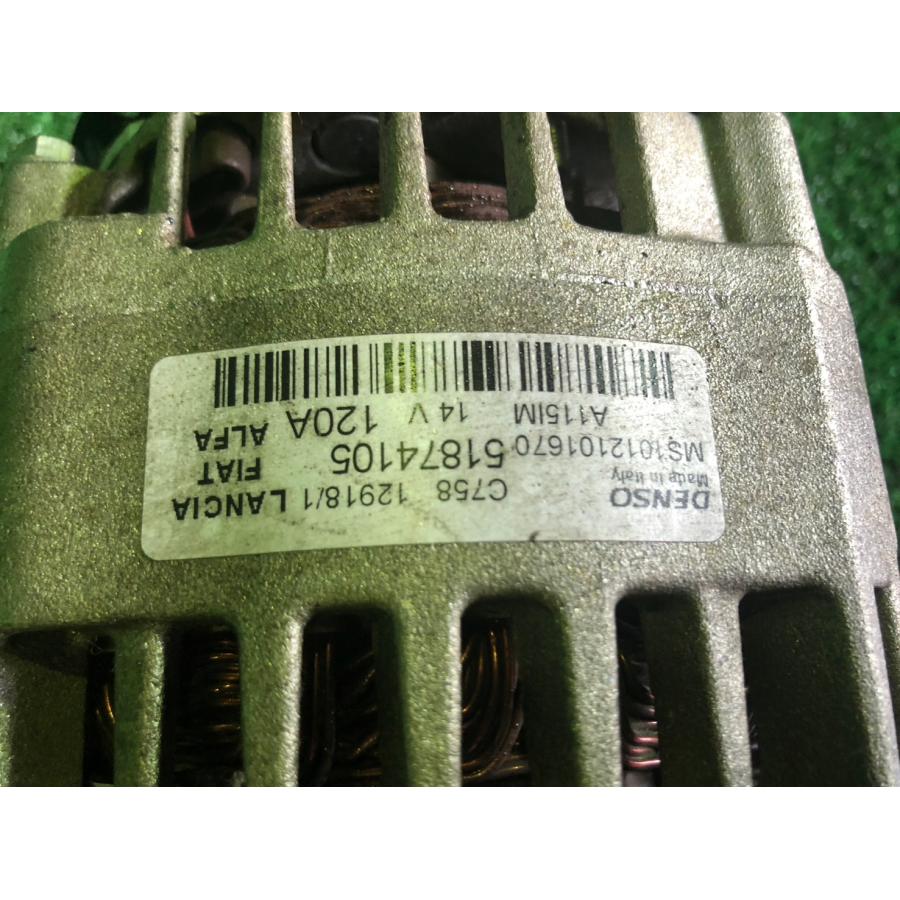 DENSO C758 12918/1 LANCIA
Made in Italy
MS1012101670 51874105 FIAT
A115IM 14 V 120A ALFA